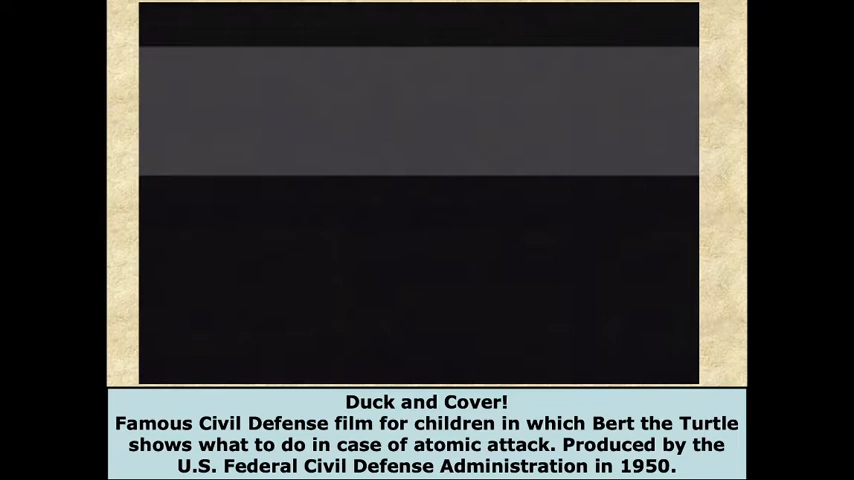 Duck and Cover!
Famous Civil Defense film for children in which Bert the Turtle
shows what to do in case of atomic attack. Produced by the
U.S. Federal Civil Defense Administration in 1950.